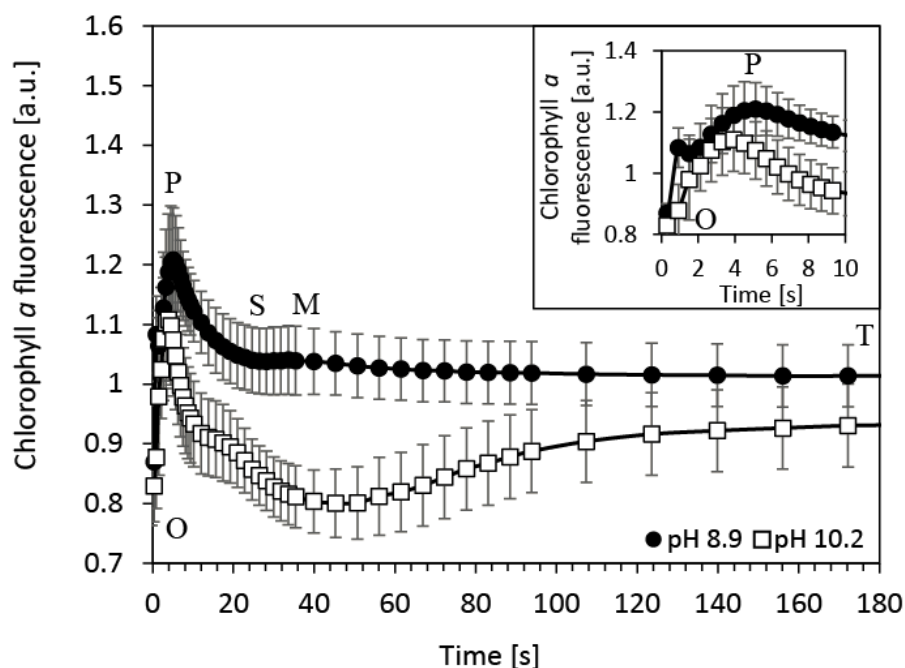 1.6
1.5
1.4
1.3
1.2
1.1
1
0.9
0.8
0.7
Chlorophyll a fluorescence [a.u.]
0 20 40 60 80 100 120 140 160 180
Time [s]
P
S
M
T
O
pH 8.9 pH 10.2
1.4
1.2
1
0.8
Chlorophyll a
fluorescence [a.u.]
0 2 4 6 8 10
Time [s]
P
O